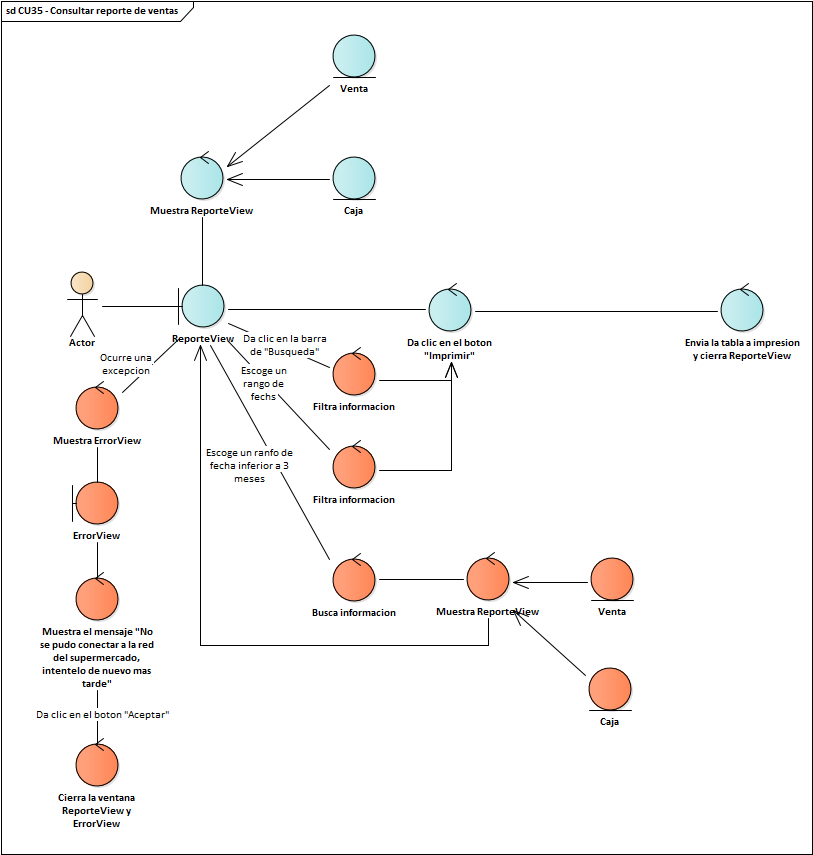 sd CU35 - Consultar reporte de ventas
Venta
Muestra ReporteView
Caja
Actor
ReporteView
Da clic en el boton
"Imprimir"
Envia la tabla a impresion
y cierra ReporteView
Da clic en la barra
de "Busqueda"
Ocurre una
excepcion
Escoge un
rango de
fechs
Filtra informacion
Muestra ErrorView
Escoge un ranfo de
fecha inferior a 3
meses
Filtra informacion
ErrorView
Busca informacion
Muestra ReporteView
Venta
Muestra el mensaje "No
se pudo conectar a la red
del supermercado,
intentelo de nuevo mas
tarde"
Caja
Da clic en el boton "Aceptar"
Cierra la ventana
ReporteView y
ErrorView